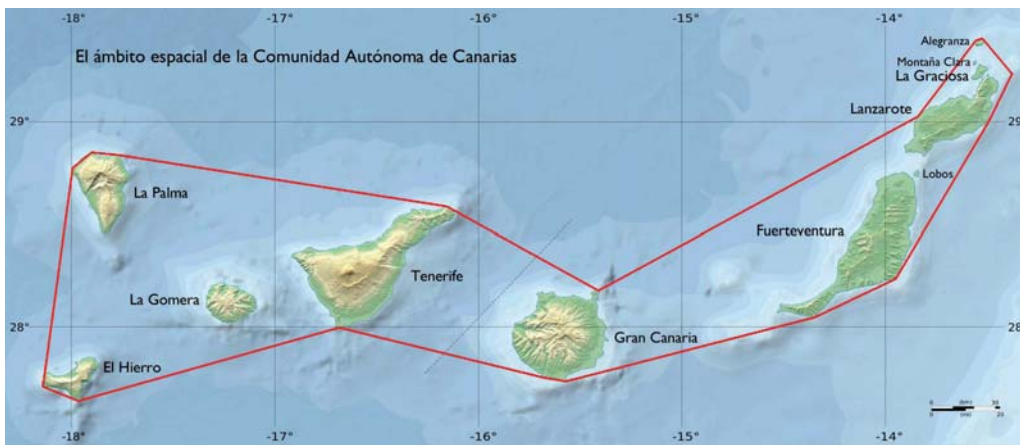 -18° -17° -16° -15° -14°
El ámbito espacial de la Comunidad Autónoma de Canarias
Alegranza
Montaña Clara
La Graciosa
Lanzarote
29° 29°
La Palma
Lobos
Fuerteventura
Tenerife
La Gomera
28° 28°
Gran Canaria
El Hierro
-18° -17° -16° -15° -14°